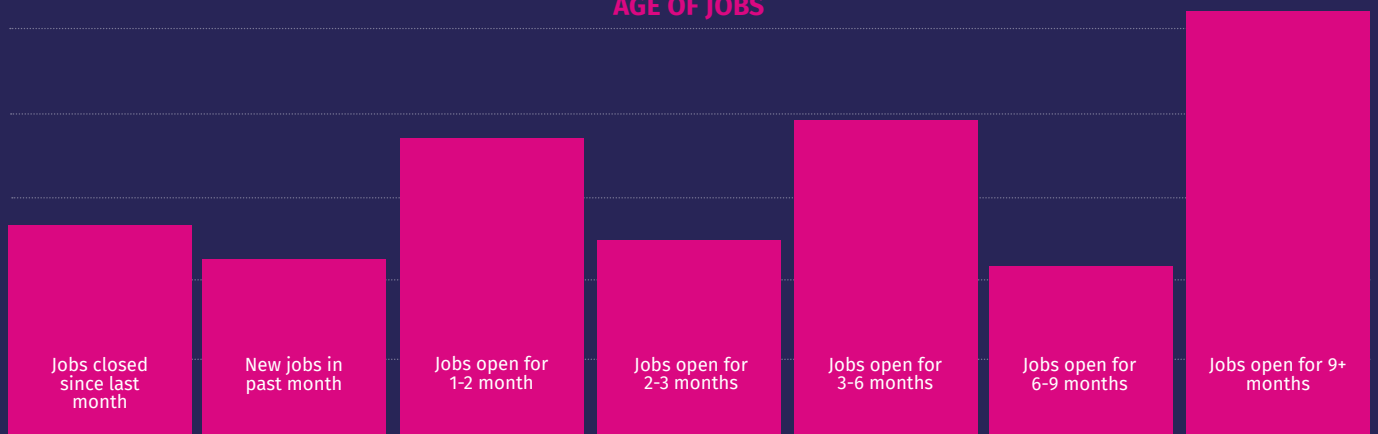 AGE OF JOBS
Jobs closed
since last
month
New jobs in
past month
Jobs open for
1-2 month
Jobs open for
2-3 months
Jobs open for
3-6 months
Jobs open for
6-9 months
Jobs open for 9+
months